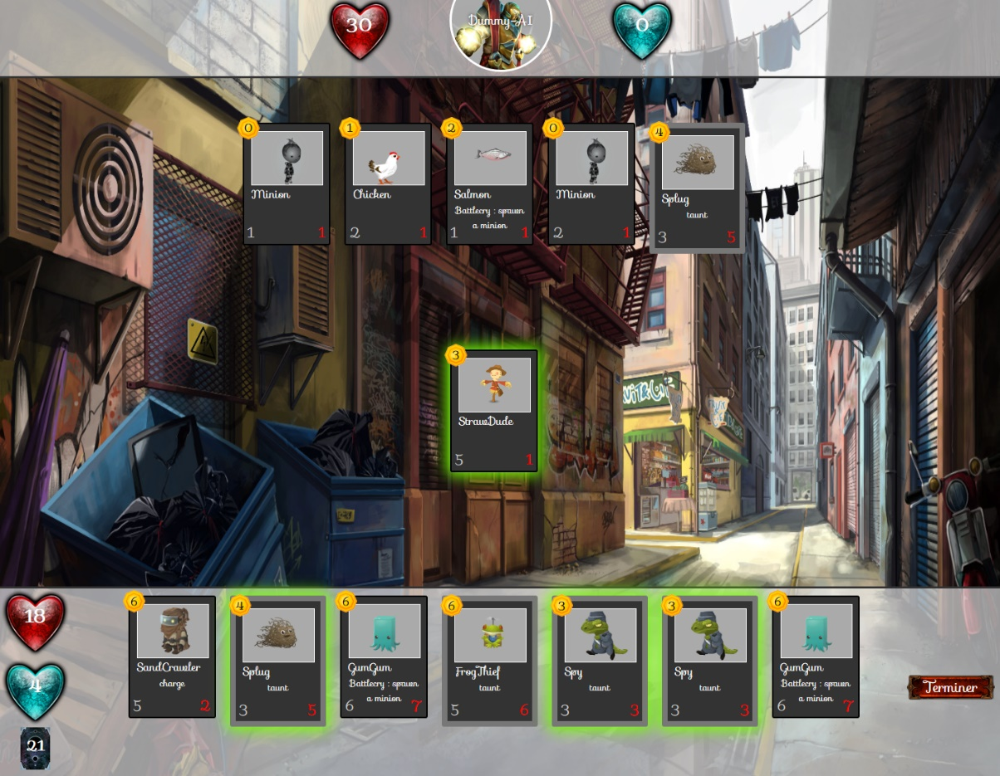 30
Dummy-AI
0
0
Minion
1 1
1
Chicken
2 1
2
Salmon
Battlecry : spawn
a minion
1 1
0
Minion
2 1
4
Splug
taunt
3 5
3
StrawDude
5 1
18
4
21
6
SandCrawler
charge
5 2
4
Splug
taunt
3 5
6
GumGum
Battlecry : spawn
a minion
6 7
6
FrogThief
taunt
5 6
3
Spy
taunt
3 3
3
Spy
taunt
3 3
6
GumGum
Battlecry : spawn
a minion
6 7
Terminer